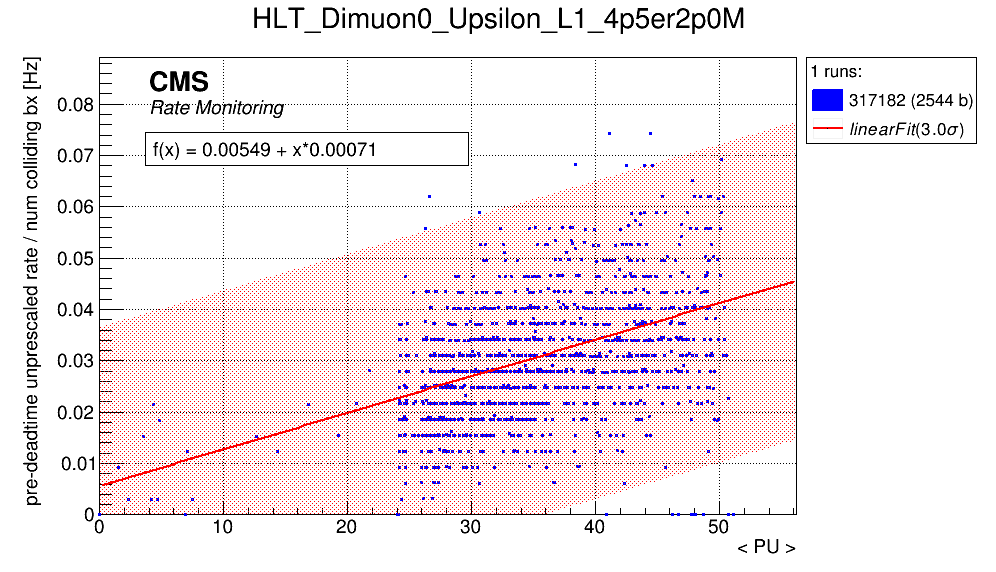 HLT_Dimuon0_Upsilon_L1_4p5er2p0M
pre-deadtime unprescaled rate / num colliding bx [Hz]
CMS
Rate Monitoring
f(x) = 0.00549 + x*0.00071
0.08
0.07
0.06
0.05
0.04
0.03
0.02
0.01
0
0 10 20 30 40 50
< PU >
1 runs:
317182 (2544 b)
linearFit(3.0σ)